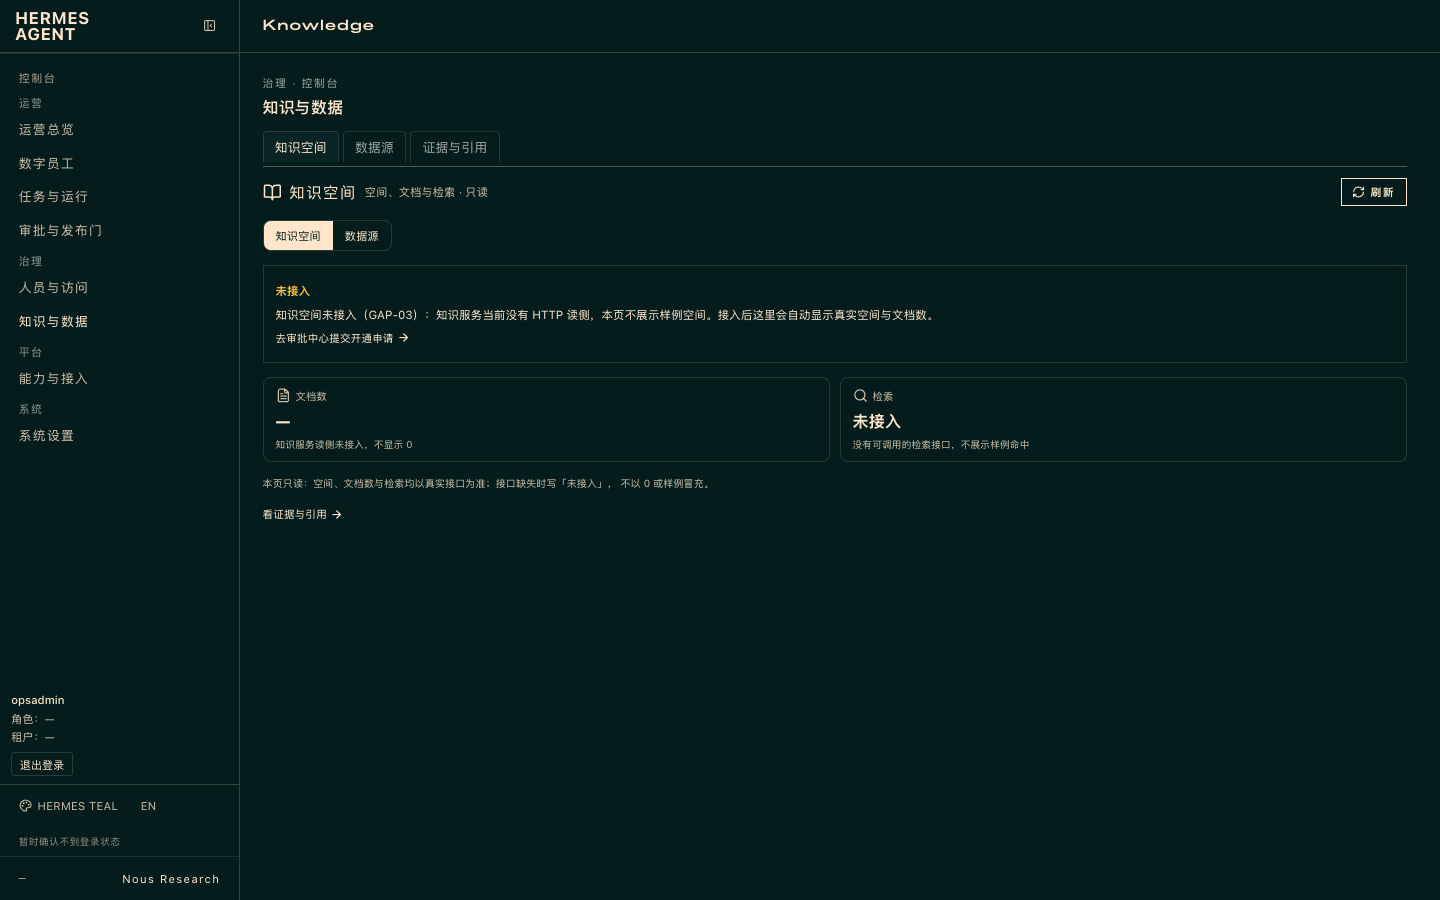 HERMES
AGENT
控制台
运营
运营总览
数字员工
任务与运行
审批与发布门
治理
人员与访问
知识与数据
平台
能力与接入
系统
系统设置
opsadmin
角色：—
租户：—
退出登录
HERMES TEAL EN
暂时确认不到登录状态
— Nous Research
Knowledge
治理 · 控制台
知识与数据
知识空间 数据源 证据与引用
知识空间 空间、文档与检索 · 只读
刷新
知识空间 数据源
未接入
知识空间未接入（GAP-03）：知识服务当前没有 HTTP 读侧，本页不展示样例空间。接入后这里会自动显示真实空间与文档数。
去审批中心提交开通申请 →
文档数
—
知识服务读侧未接入，不显示 0
检索
未接入
没有可调用的检索接口，不展示样例命中
本页只读：空间、文档数与检索均以真实接口为准；接口缺失时写「未接入」， 不以 0 或样例冒充。
看证据与引用 →